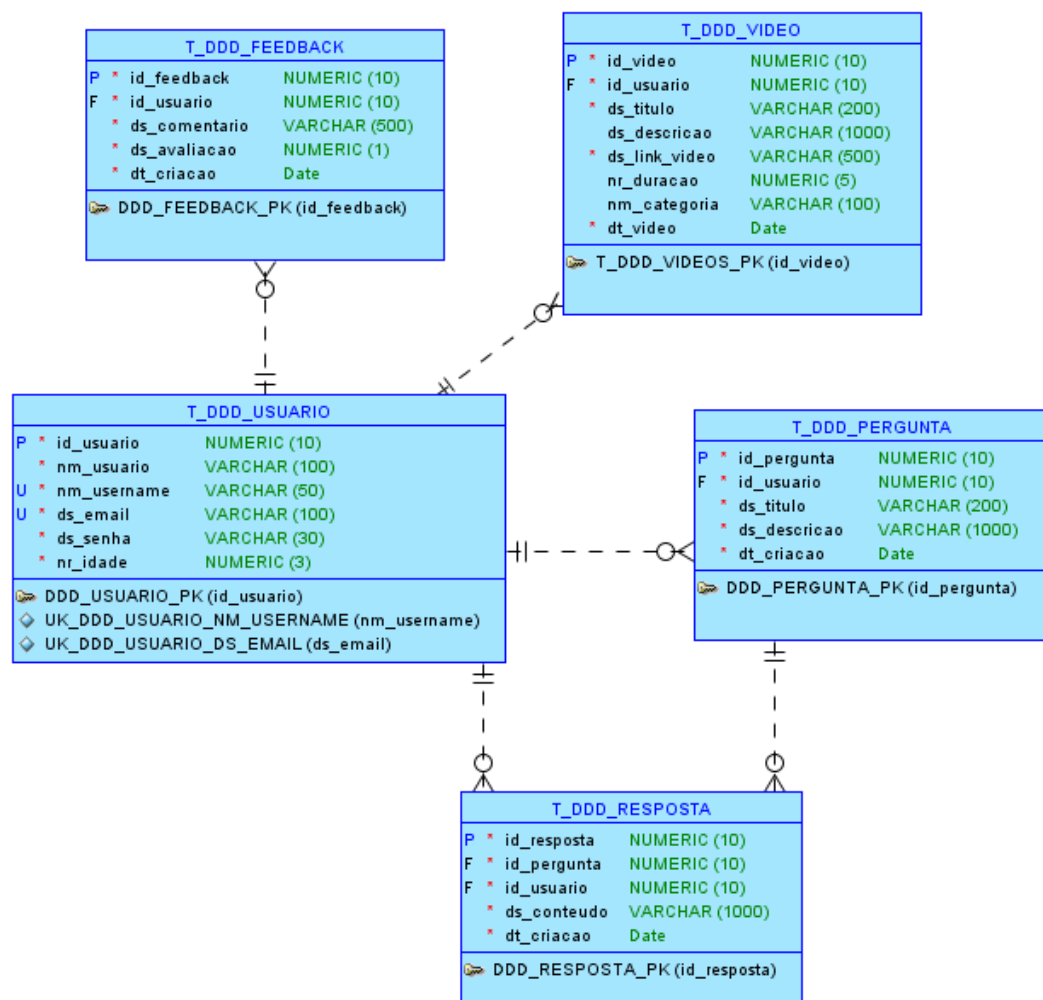 T_DDD_FEEDBACK
P * id_feedback NUMERIC (10)
F * id_usuario NUMERIC (10)
* ds_comentario VARCHAR (500)
* ds_avaliacao NUMERIC (1)
* dt_criacao Date
DDD_FEEDBACK_PK (id_feedback)
T_DDD_VIDEO
P * id_video NUMERIC (10)
F * id_usuario NUMERIC (10)
* ds_titulo VARCHAR (200)
ds_descricao VARCHAR (1000)
* ds_link_video VARCHAR (500)
nr_duracao NUMERIC (5)
nm_categoria VARCHAR (100)
* dt_video Date
T_DDD_VIDEOS_PK (id_video)
T_DDD_USUARIO
P * id_usuario NUMERIC (10)
* nm_usuario VARCHAR (100)
U * nm_username VARCHAR (50)
U * ds_email VARCHAR (100)
* ds_senha VARCHAR (30)
* nr_idade NUMERIC (3)
DDD_USUARIO_PK (id_usuario)
UK_DDD_USUARIO_NM_USERNAME (nm_username)
UK_DDD_USUARIO_DS_EMAIL (ds_email)
T_DDD_PERGUNTA
P * id_pergunta NUMERIC (10)
F * id_usuario NUMERIC (10)
* ds_titulo VARCHAR (200)
* ds_descricao VARCHAR (1000)
* dt_criacao Date
DDD_PERGUNTA_PK (id_pergunta)
T_DDD_RESPOSTA
P * id_resposta NUMERIC (10)
F * id_pergunta NUMERIC (10)
F * id_usuario NUMERIC (10)
* ds_conteudo VARCHAR (1000)
* dt_criacao Date
DDD_RESPOSTA_PK (id_resposta)